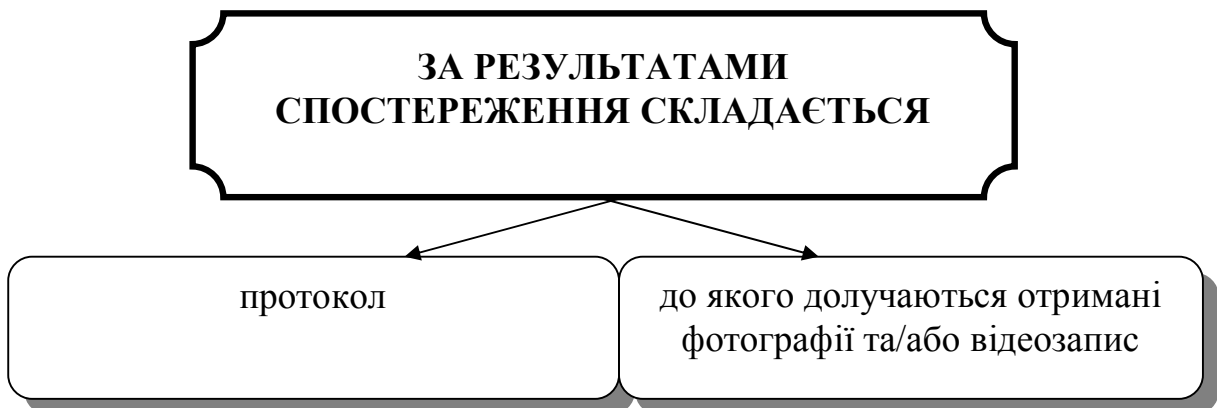 ЗА РЕЗУЛЬТАТАМИ
СПОСТЕРЕЖЕННЯ СКЛАДАЄТЬСЯ
протокол
до якого долучаються отримані
фотографії та/або відеозапис